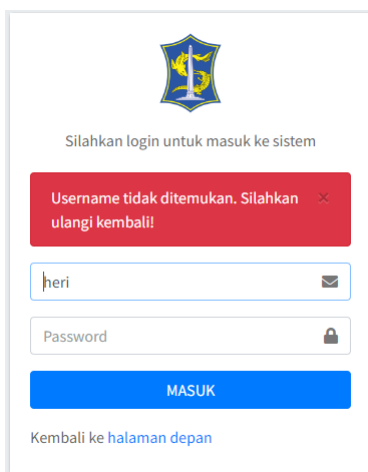 Silahkan login untuk masuk ke sistem
Username tidak ditemukan. Silahkan ×
ulangi kembali!
heri
Password
MASUK
Kembali ke halaman depan